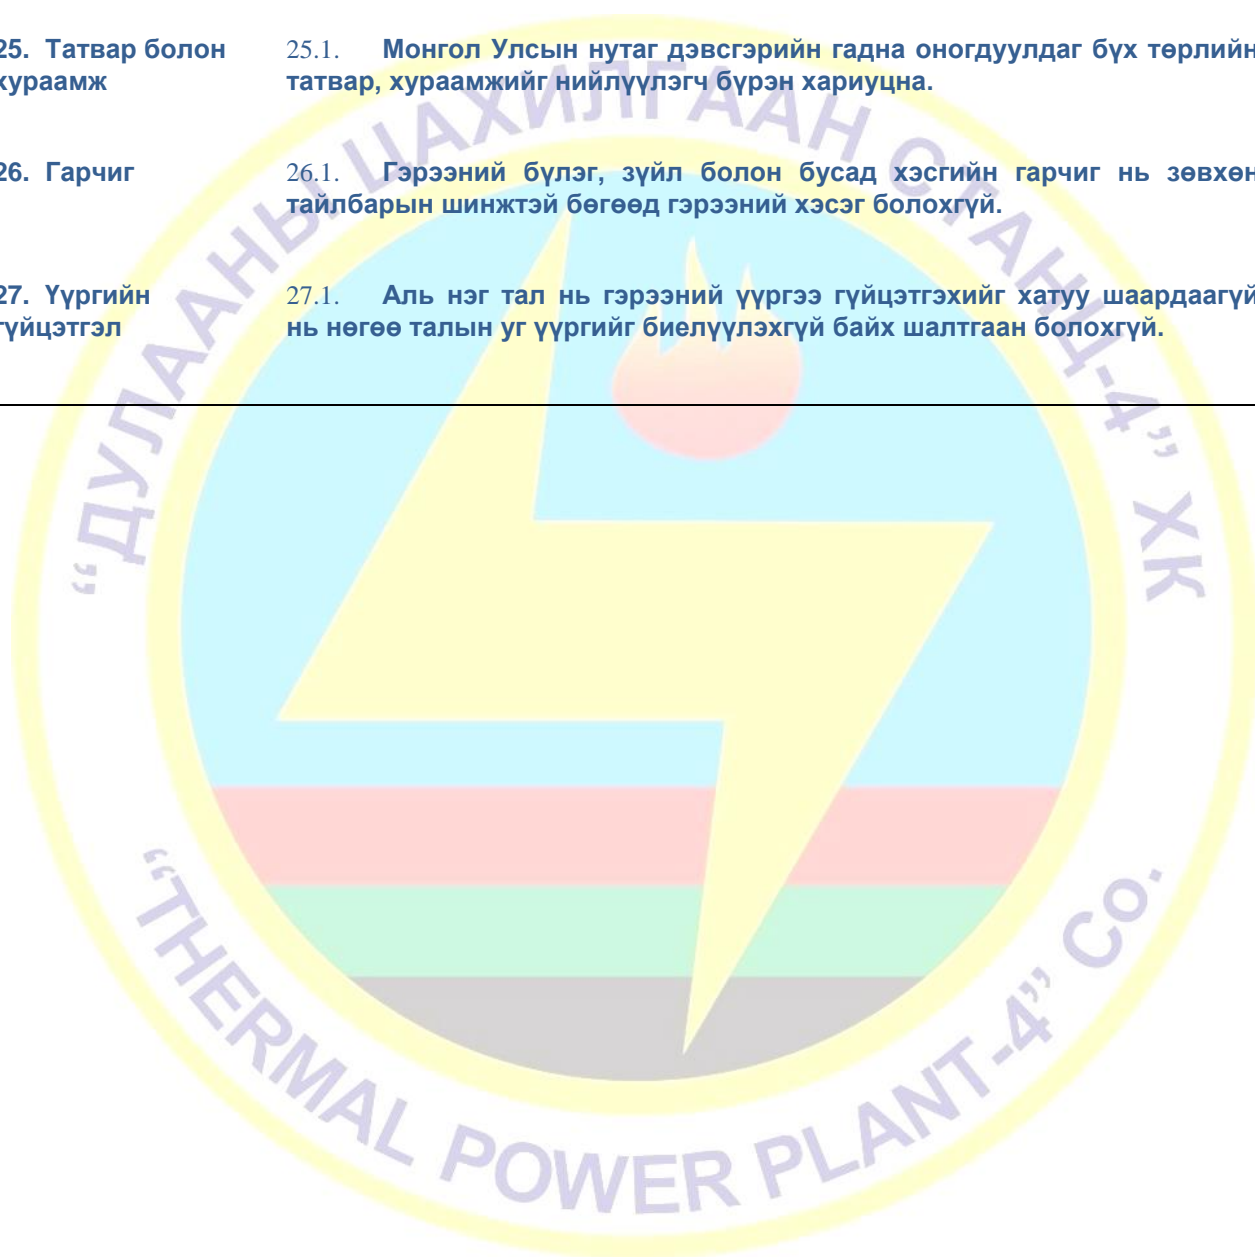 25. Татвар болон 25.1. Монгол Улсын нутаг дэвсгэрийн гадна оногдуулдаг бүх төрлийн
хураамж татвар, хураамжийг нийлүүлэгч бүрэн хариуцна.
26. Гарчиг 26.1. Гэрээний бүлэг, зүйл болон бусад хэсгийн гарчиг нь зөвхөн
тайлбарын шинжтэй бөгөөд гэрээний хэсэг болохгүй.
27. Үүргийн 27.1. Аль нэг тал нь гэрээний үүргээ гүйцэтгэхийг хатуу шаардаагүй
гүйцэтгэл нь нөгөө талын уг үүргийг биелүүлэхгүй байх шалтгаан болохгүй.
“ДУЛААНЫ ЦАХИЛГААН СТАНЦ-4” ХК
“THERMAL POWER PLANT-4” Co.